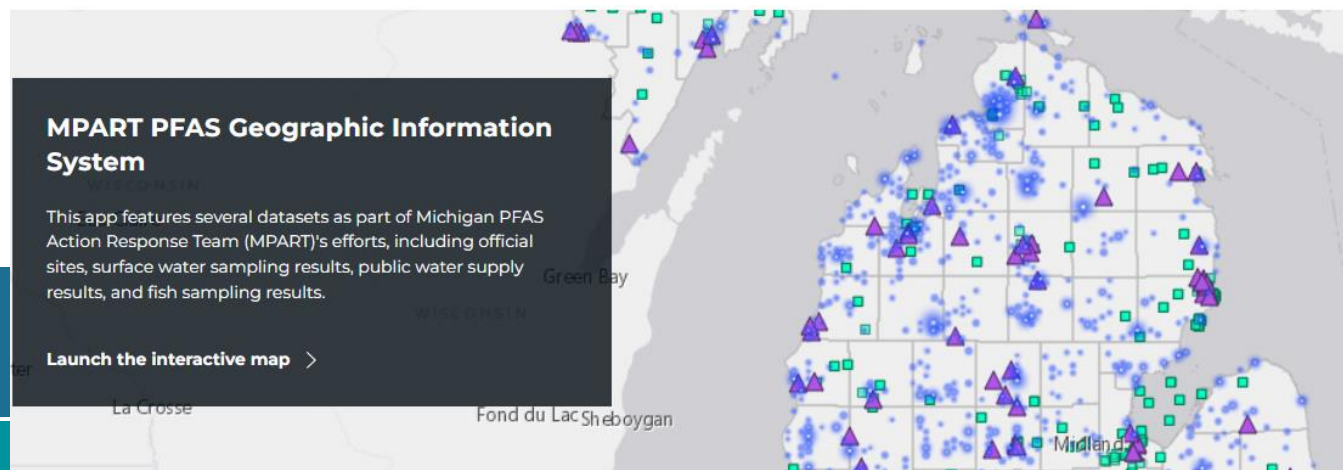 MPART PFAS Geographic Information
System
WISCONSIN
This app features several datasets as part of Michigan PFAS
Action Response Team (MPART)'s efforts, including official
sites, surface water sampling results, public water supply
results, and fish sampling results.
Green Bay
WISCONSIN
Launch the interactive map
La Crosse
Fond du Lac
Sheboygan
Midland